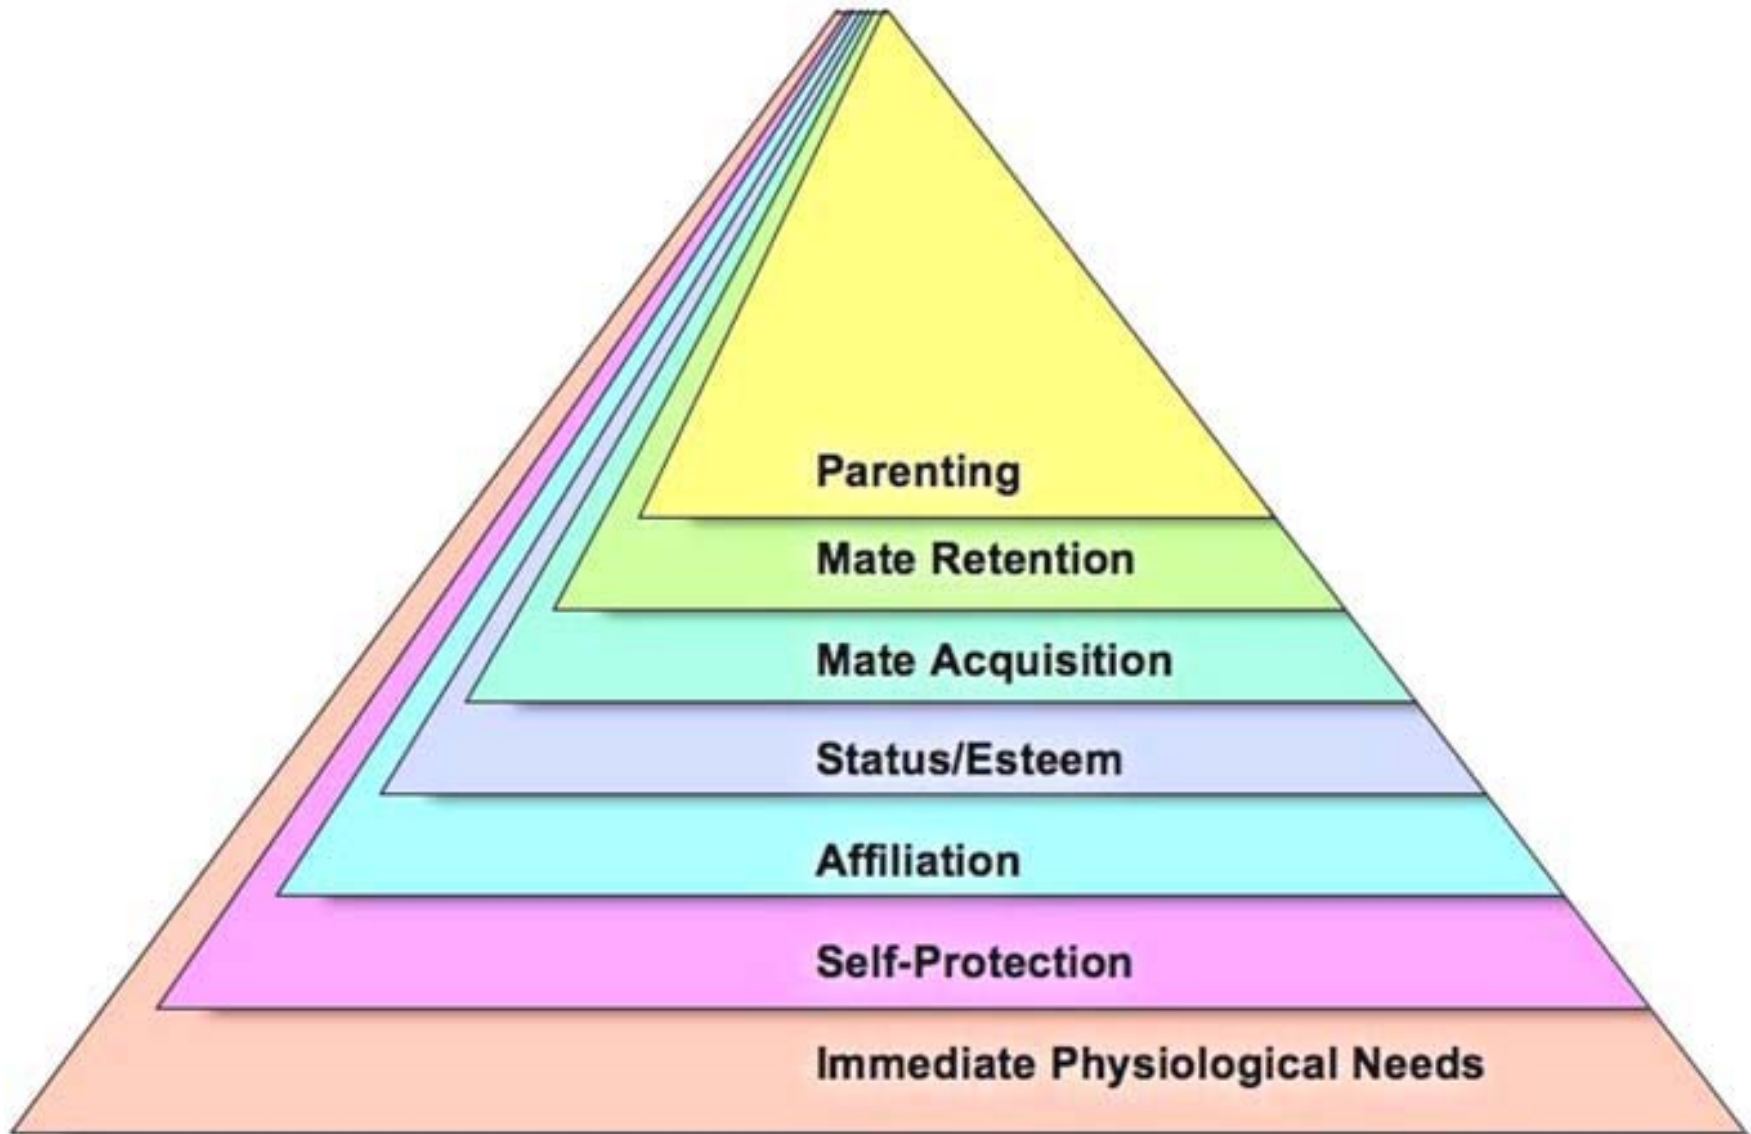 Parenting
Mate Retention
Mate Acquisition
Status/Esteem
Affiliation
Self-Protection
Immediate Physiological Needs